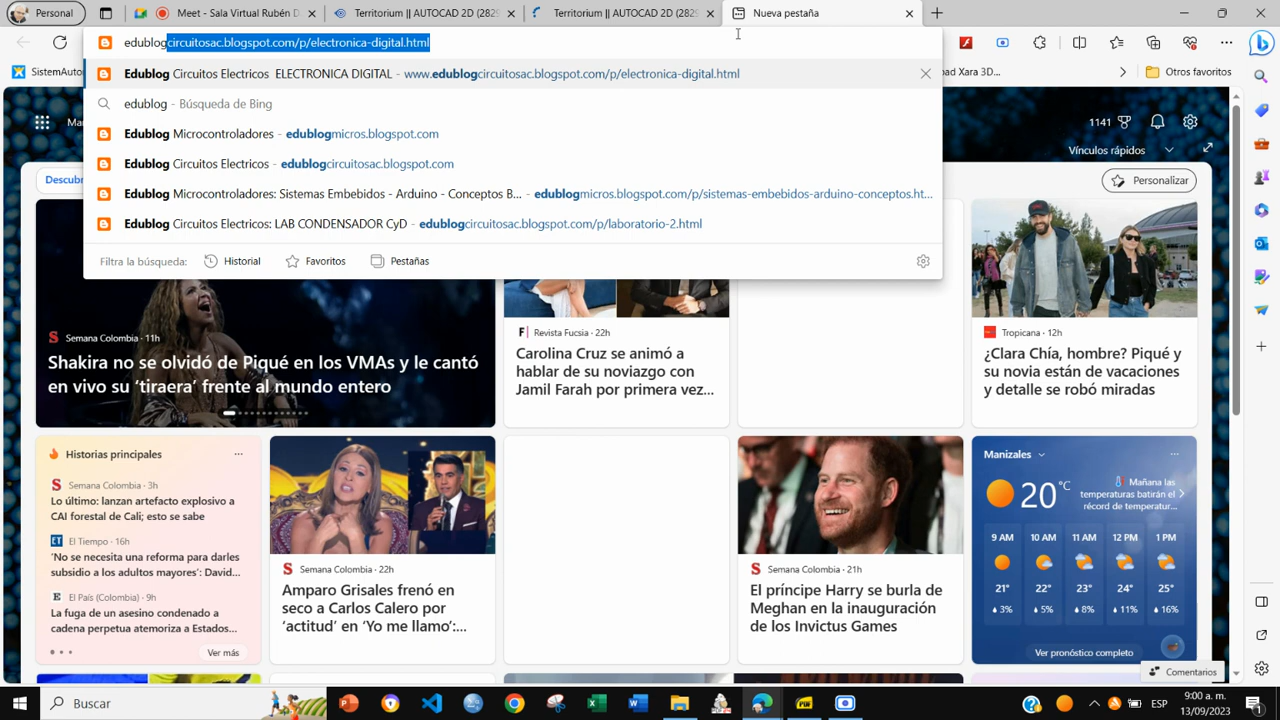 Personal
Meet - Sala Virtual Rubén D
Territorium || AUTOCAD 2D (2829
Territorium || AUTOCAD 2D (282
Nueva pestaña
edublogcircuitosac.blogspot.com/p/electronica-digital.html
SistemAuto
ad Xara 3D...
Otros favoritos
Edublog Circuitos Electricos ELECTRONICA DIGITAL - www.edublogcircuitosac.blogspot.com/p/electronica-digital.html
edublog - Búsqueda de Bing
Edublog Microcontroladores - edublogmicros.blogspot.com
Edublog Circuitos Electricos - edublogcircuitosac.blogspot.com
Edublog Microcontroladores: Sistemas Embebidos - Arduino - Conceptos B... - edublogmicros.blogspot.com/p/sistemas-embebidos-arduino-conceptos.ht...
Edublog Circuitos Electricos: LAB CONDENSADOR CyD - edublogcircuitosac.blogspot.com/p/laboratorio-2.html
Filtra la búsqueda:
Historial
Favoritos
Pestañas
Ma
1141
Vínculos rápidos
Descubr
Personalizar
Semana Colombia · 11h
Shakira no se olvidó de Piqué en los VMAs y le cantó
en vivo su ‘tiraera’ frente al mundo entero
Revista Fucsia · 22h
Carolina Cruz se animó a
hablar de su noviazgo con
Jamil Farah por primera vez...
Tropicana · 12h
¿Clara Chía, hombre? Piqué y
su novia están de vacaciones
y detalle se robó miradas
Historias principales
Semana Colombia · 3h
Lo último: lanzan artefacto explosivo a
CAI forestal de Cali; esto se sabe
El Tiempo · 16h
'No se necesita una reforma para darles
subsidio a los adultos mayores': David...
El País (Colombia) · 9h
La fuga de un asesino condenado a
cadena perpetua atemoriza a Estados...
Ver más
Semana Colombia · 22h
Amparo Grisales frenó en
seco a Carlos Calero por
‘actitud’ en ‘Yo me llamo’:...
Semana Colombia · 21h
El príncipe Harry se burla de
Meghan en la inauguración
de los Invictus Games
Manizales
20 °C
Mañana las
temperaturas batirán el
récord de temperatur...
9 AM 10 AM 11 AM 12 PM 1 PM
21° 22° 23° 24° 25°
3% 5% 8% 11% 16%
Ver pronóstico completo
Comentarios
Buscar
ESP
9:00 a. m.
13/09/2023